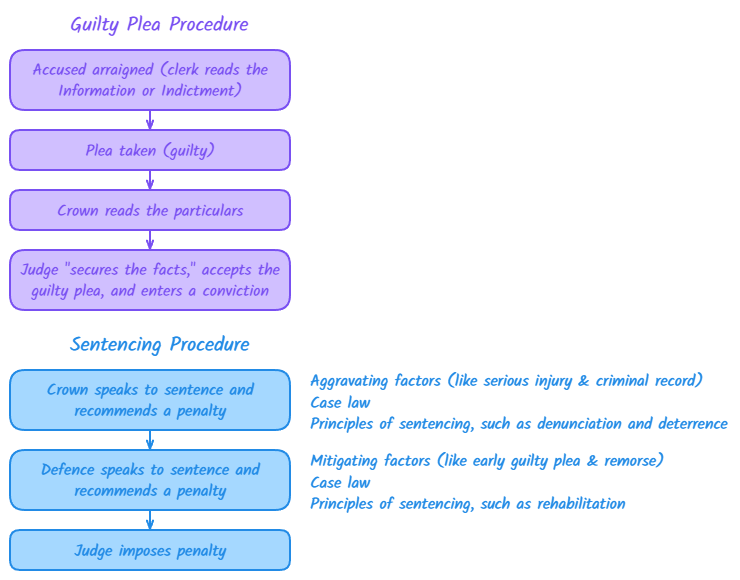 Guilty Plea Procedure
Accused arraigned (clerk reads the
Information or Indictment)
Plea taken (guilty)
Crown reads the particulars
Judge "secures the facts," accepts the
guilty plea, and enters a conviction
Sentencing Procedure
Crown speaks to sentence and
recommends a penalty
Aggravating factors (like serious injury & criminal record)
Case law
Principles of sentencing, such as denunciation and deterrence
Defence speaks to sentence and
recommends a penalty
Mitigating factors (like early guilty plea & remorse)
Case law
Principles of sentencing, such as rehabilitation
Judge imposes penalty